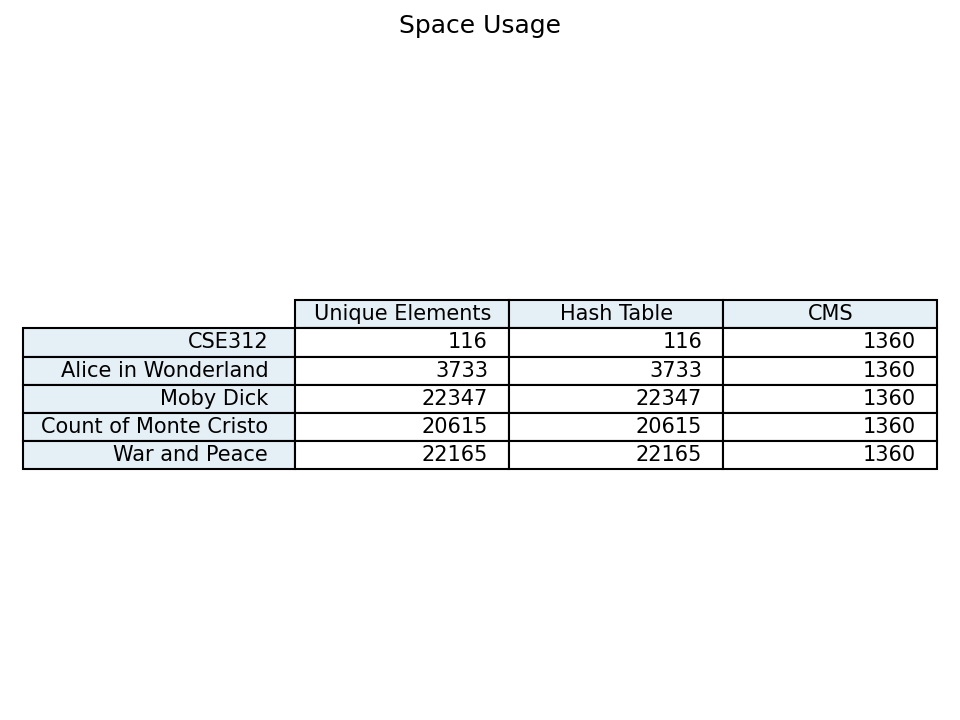 Space Usage
Unique Elements Hash Table CMS
CSE312 116 116 1360
Alice in Wonderland 3733 3733 1360
Moby Dick 22347 22347 1360
Count of Monte Cristo 20615 20615 1360
War and Peace 22165 22165 1360